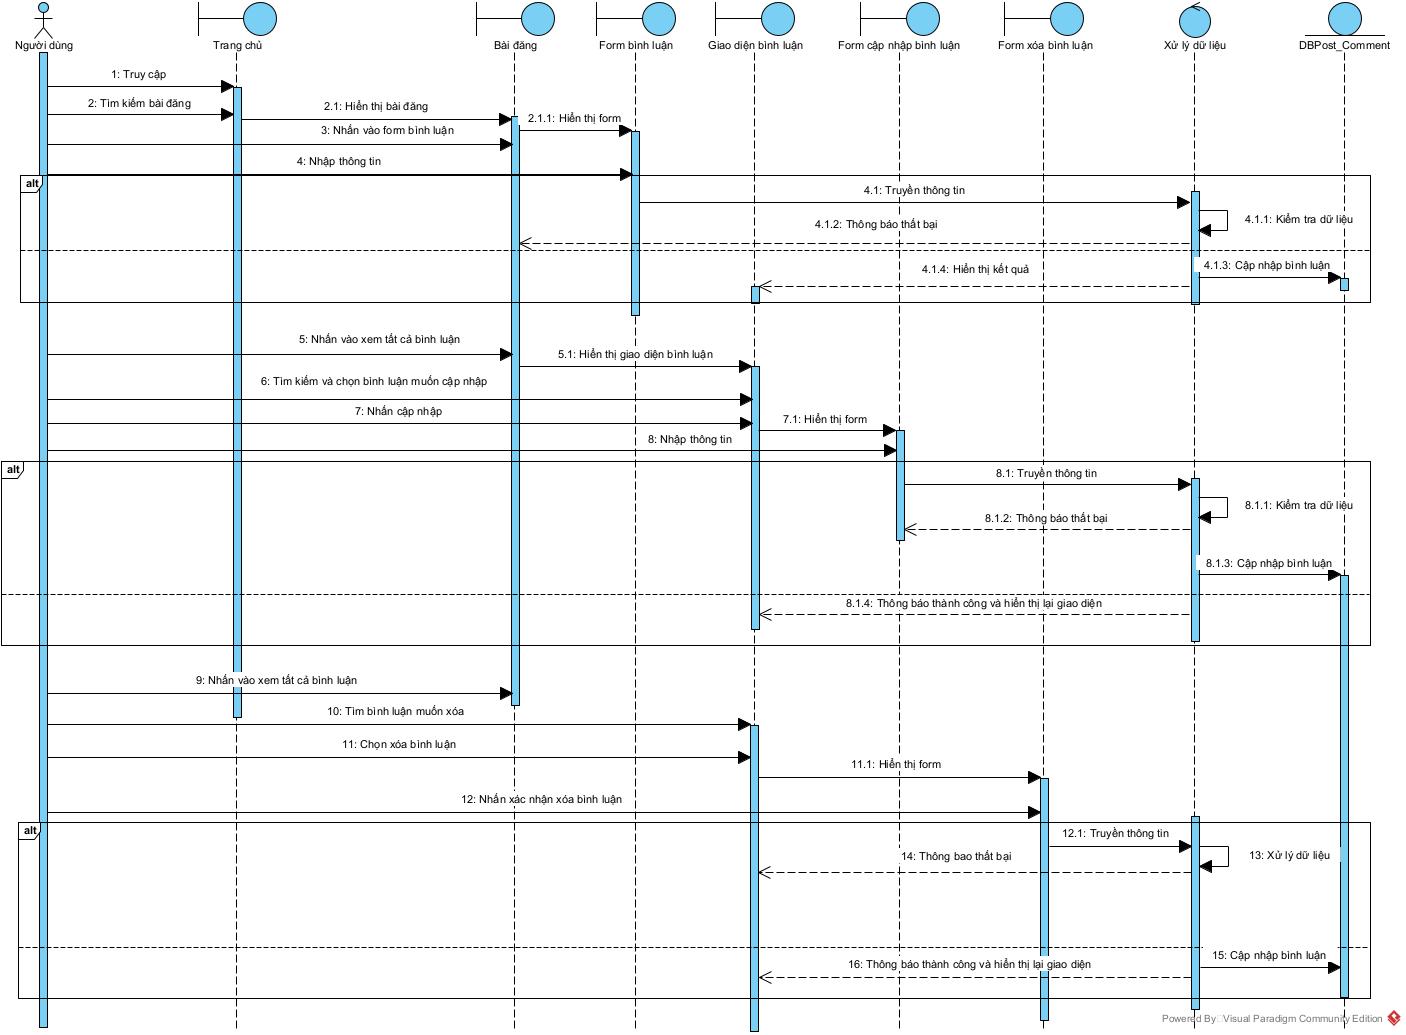 Người dùng
Trang chủ
Bài đăng
Form bình luận
Giao diện bình luận
Form cập nhập bình luận
Form xóa bình luận
Xử lý dữ liệu
DBPost_Comment
1: Truy cập
2: Tìm kiếm bài đăng
2.1: Hiển thị bài đăng
2.1.1: Hiển thị form
3: Nhấn vào form bình luận
4: Nhập thông tin
alt
4.1: Truyền thông tin
4.1.1: Kiểm tra dữ liệu
4.1.2: Thông báo thất bại
4.1.3: Cập nhập bình luận
4.1.4: Hiển thị kết quả
5: Nhấn vào xem tất cả bình luận
5.1: Hiển thị giao diện bình luận
6: Tìm kiếm và chọn bình luận muốn cập nhập
7: Nhấn cập nhập
7.1: Hiển thị form
8: Nhập thông tin
alt
8.1: Truyền thông tin
8.1.1: Kiểm tra dữ liệu
8.1.2: Thông báo thất bại
8.1.3: Cập nhập bình luận
8.1.4: Thông báo thành công và hiển thị lại giao diện
9: Nhấn vào xem tất cả bình luận
10: Tìm bình luận muốn xóa
11: Chọn xóa bình luận
11.1: Hiển thị form
12: Nhấn xác nhận xóa bình luận
alt
12.1: Truyền thông tin
13: Xử lý dữ liệu
14: Thông bao thất bại
15: Cập nhập bình luận
16: Thông báo thành công và hiển thị lại giao diện
Powered By Visual Paradigm Community Edition